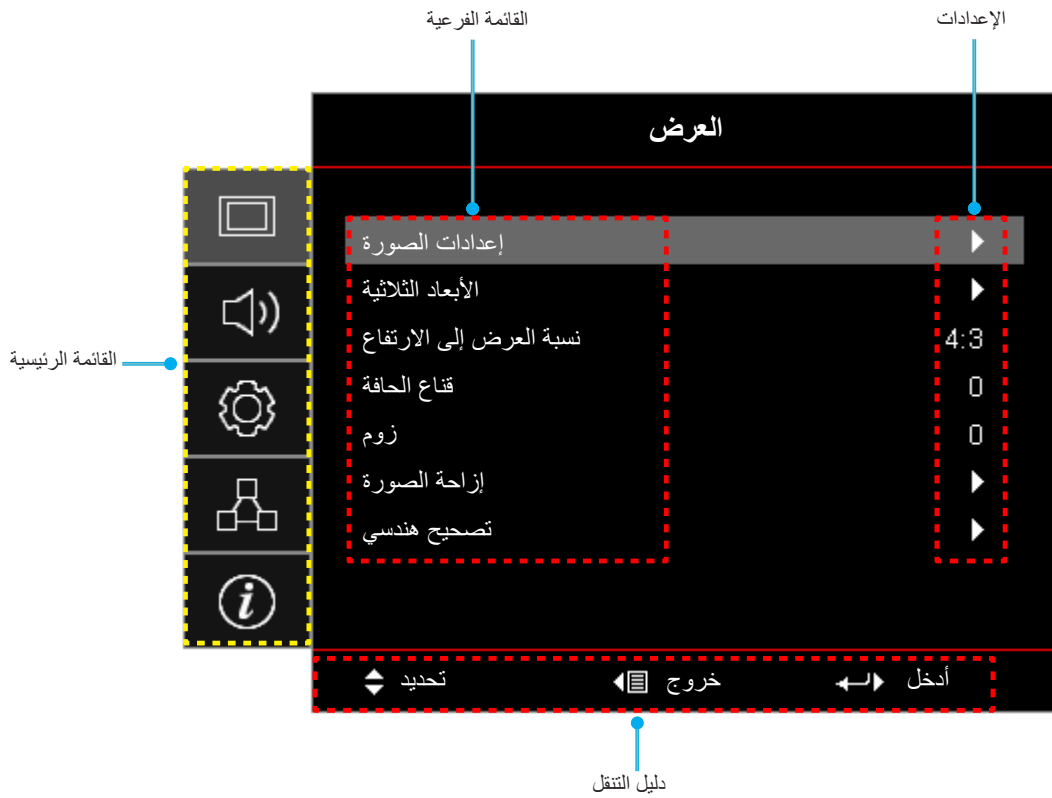 الإعدادات
القائمة الفرعية
العرض
إعدادات الصورة
الأبعاد الثلاثية
نسبة العرض إلى الارتفاع 4:3
قناع الحافة 0
زوم 0
إزاحة الصورة
تصحيح هندسي
القائمة الرئيسية
تحديد خروج أدخل
دليل التنقل